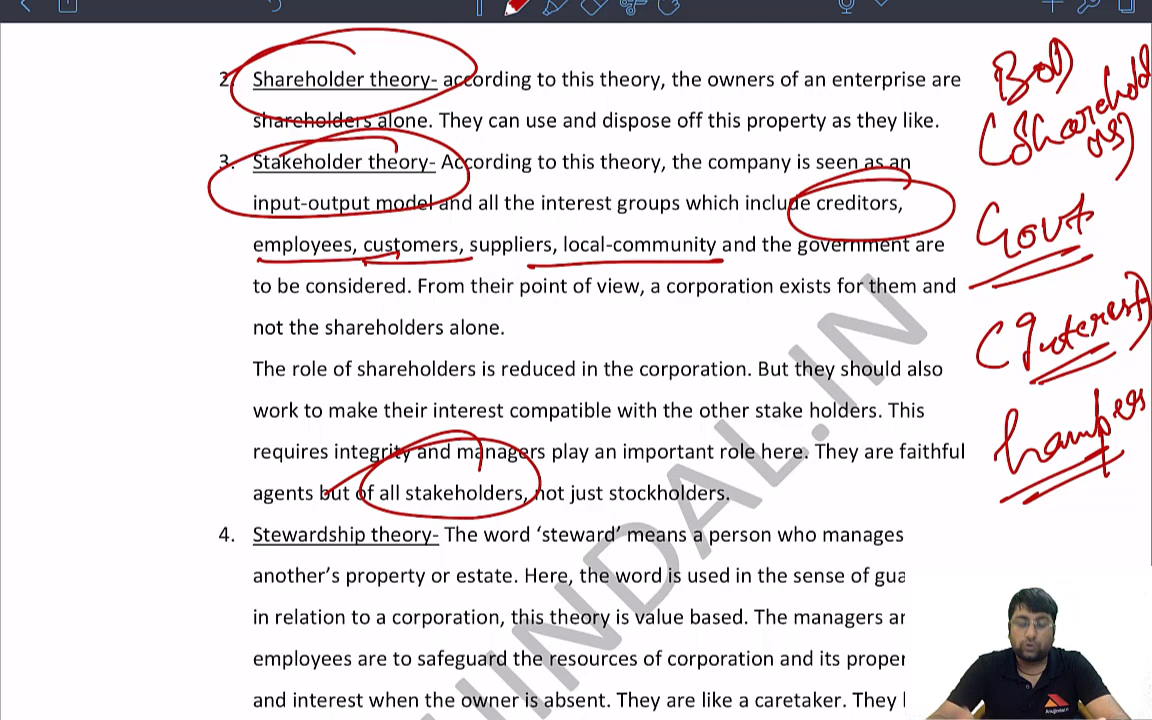 2. Shareholder theory- according to this theory, the owners of an enterprise are
shareholders alone. They can use and dispose off this property as they like.
3. Stakeholder theory- According to this theory, the company is seen as an
input-output model and all the interest groups which include creditors,
employees, customers, suppliers, local-community and the government are
to be considered. From their point of view, a corporation exists for them and
not the shareholders alone.
The role of shareholders is reduced in the corporation. But they should also
work to make their interest compatible with the other stake holders. This
requires integrity and managers play an important role here. They are faithful
agents but of all stakeholders, not just stockholders.
4. Stewardship theory- The word ‘steward’ means a person who manages
another’s property or estate. Here, the word is used in the sense of gua
in relation to a corporation, this theory is value based. The managers ar
employees are to safeguard the resources of corporation and its proper
and interest when the owner is absent. They are like a caretaker. They
BoD
(Sharehold
ers)
Govt
(Interest)
hampers
JINDAL.IN